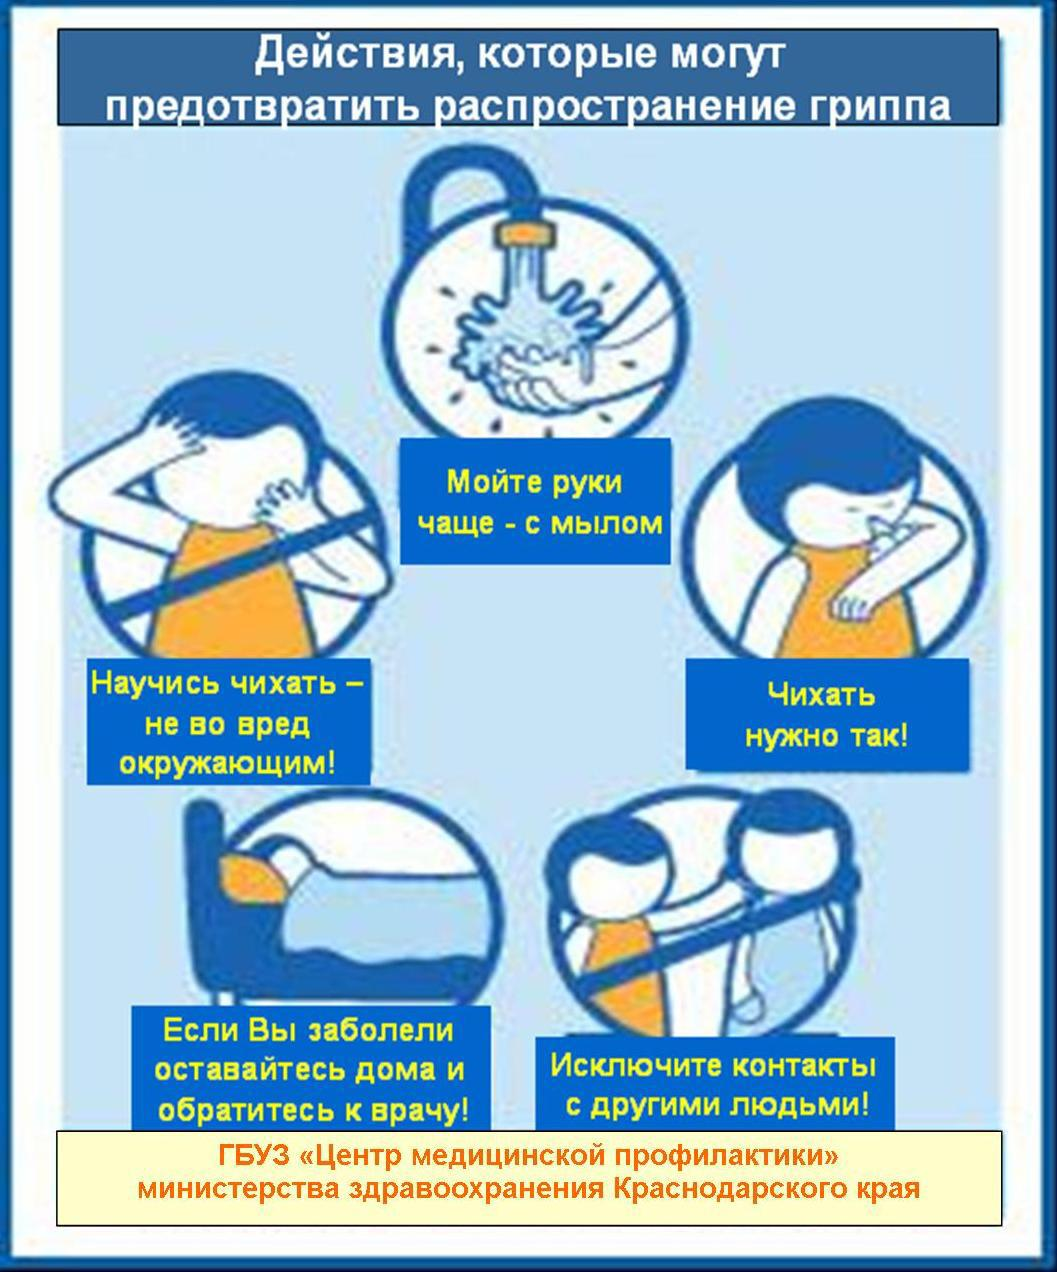 Действия, которые могут
предотвратить распространение гриппа
Мойте руки
чаще - с мылом
Научись чихать –
не во вред
окружающим!
Чихать
нужно так!
Если Вы заболели
оставайтесь дома и
обратитесь к врачу!
Исключите контакты
с другими людьми!
ГБУЗ «Центр медицинской профилактики»
министерства здравоохранения Краснодарского края